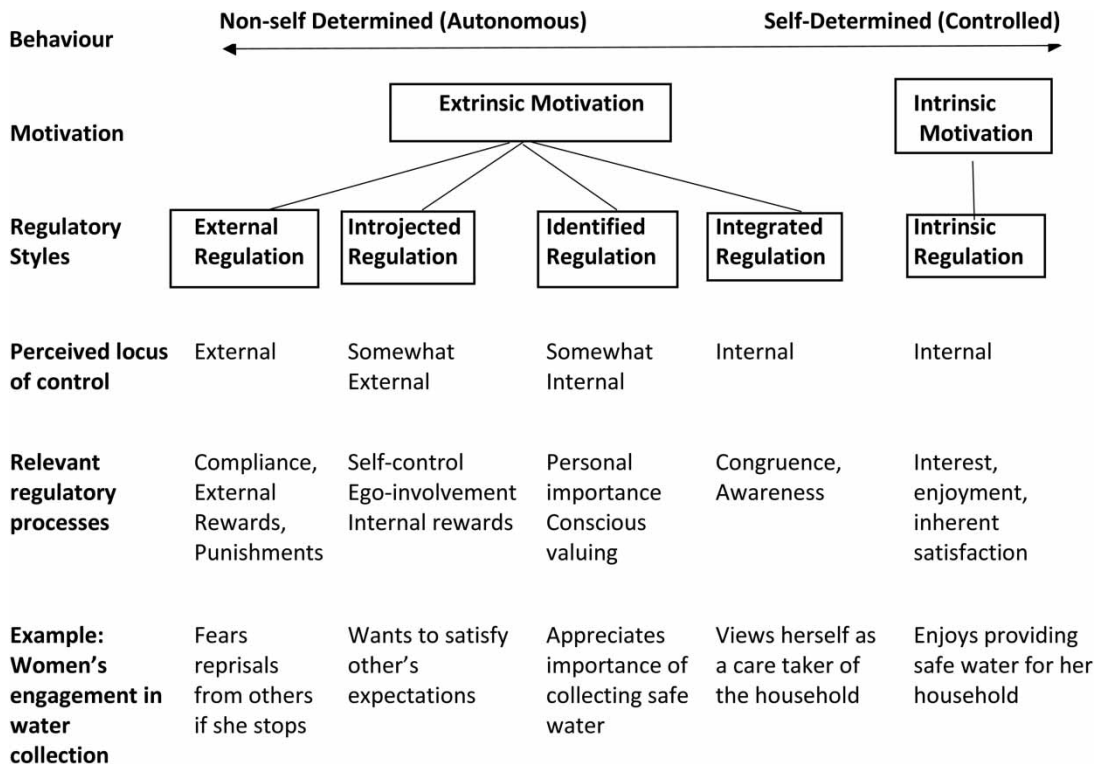 Behaviour
Non-self Determined (Autonomous)
Self-Determined (Controlled)
Motivation
Extrinsic Motivation
Intrinsic
Motivation
Regulatory
Styles
External
Regulation
Introjected
Regulation
Identified
Regulation
Integrated
Regulation
Intrinsic
Regulation
Perceived locus
of control
External
Somewhat
External
Somewhat
Internal
Internal
Internal
Relevant
regulatory
processes
Compliance,
External
Rewards,
Punishments
Self-control
Ego-involvement
Internal rewards
Personal
importance
Conscious
valuing
Congruence,
Awareness
Interest,
enjoyment,
inherent
satisfaction
Example:
Women's
engagement in
water
collection
Fears
reprisals
from others
if she stops
Wants to satisfy
other's
expectations
Appreciates
importance of
collecting safe
water
Views herself as
a care taker of
the household
Enjoys providing
safe water for her
household